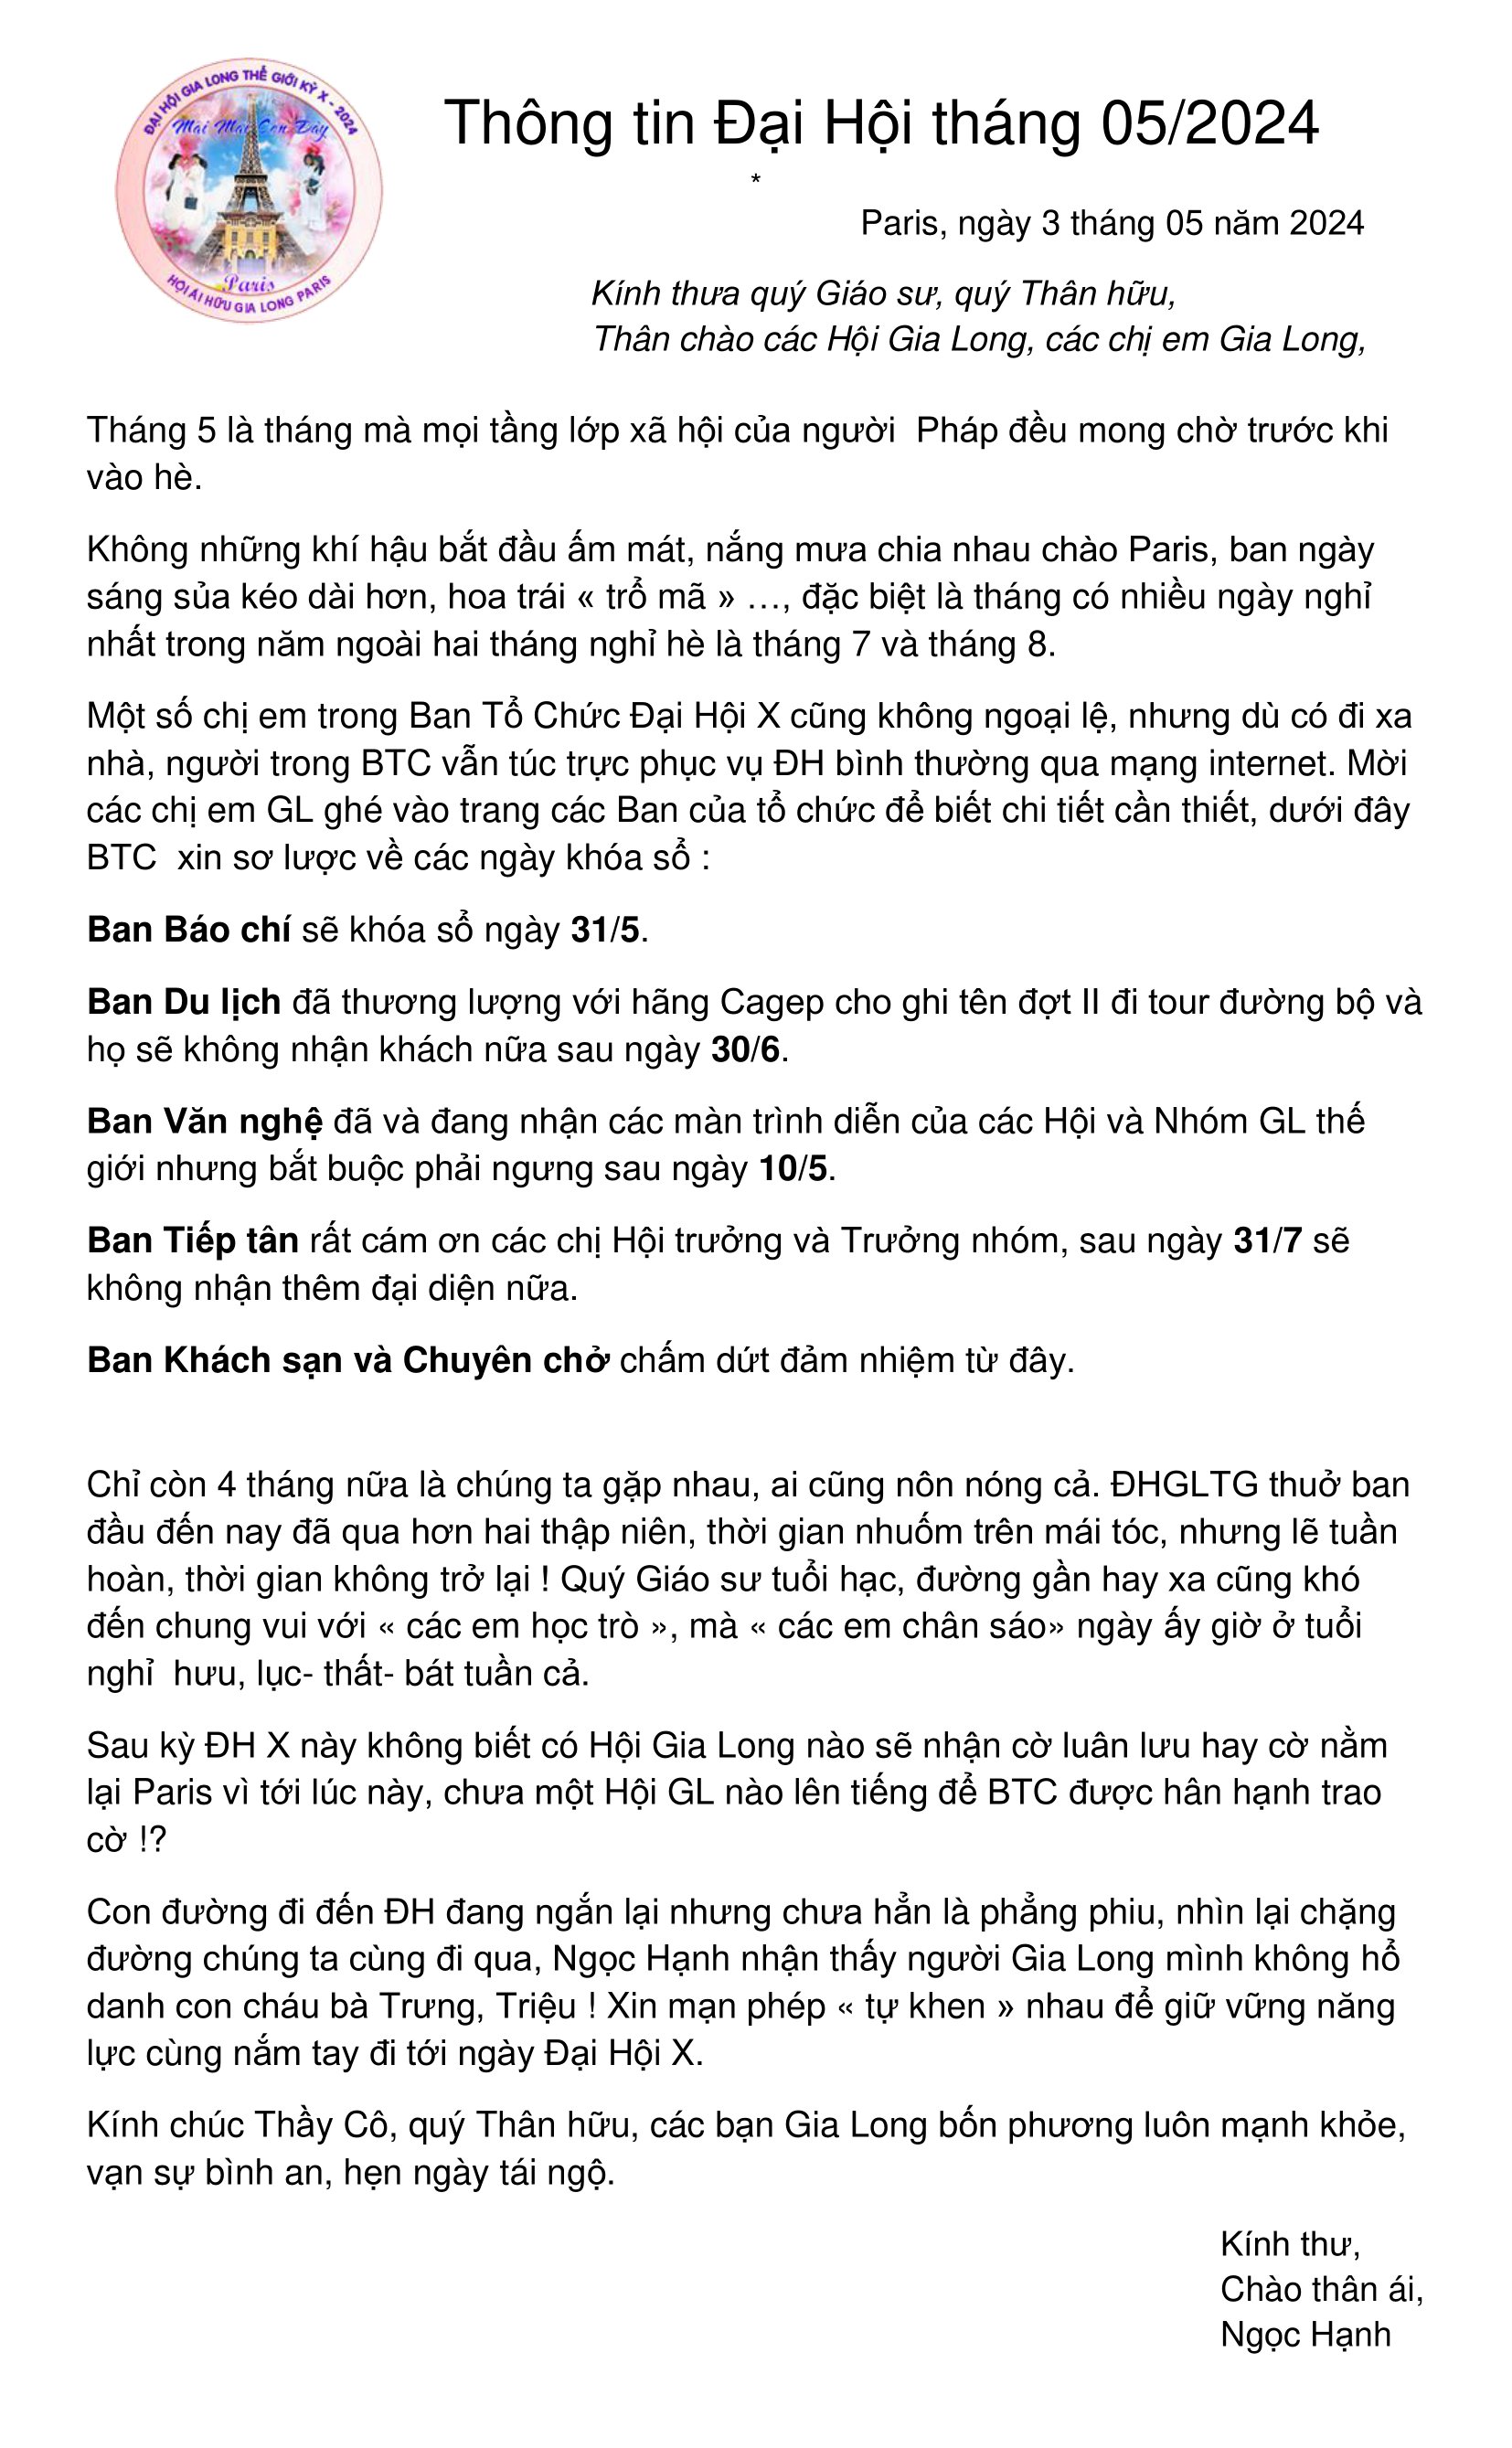 ĐẠI HỘI GIA LONG THẾ GIỚI KỲ X - 2024
Mãi Mãi Còn Đây
Paris
HỘI ÁI HỮU GIA LONG PARIS
Thông tin Đại Hội tháng 05/2024
*
Paris, ngày 3 tháng 05 năm 2024
Kính thưa quý Giáo sư, quý Thân hữu,
Thân chào các Hội Gia Long, các chị em Gia Long,
Tháng 5 là tháng mà mọi tầng lớp xã hội của người  Pháp đều mong chờ trước khi
vào hè.
Không những khí hậu bắt đầu ấm mát, nắng mưa chia nhau chào Paris, ban ngày
sáng sủa kéo dài hơn, hoa trái « trổ mã » …, đặc biệt là tháng có nhiều ngày nghỉ
nhất trong năm ngoài hai tháng nghỉ hè là tháng 7 và tháng 8.
Một số chị em trong Ban Tổ Chức Đại Hội X cũng không ngoại lệ, nhưng dù có đi xa
nhà, người trong BTC vẫn túc trực phục vụ ĐH bình thường qua mạng internet. Mời
các chị em GL ghé vào trang các Ban của tổ chức để biết chi tiết cần thiết, dưới đây
BTC  xin sơ lược về các ngày khóa sổ :
Ban Báo chí sẽ khóa sổ ngày 31/5.
Ban Du lịch đã thương lượng với hãng Cagep cho ghi tên đợt II đi tour đường bộ và
họ sẽ không nhận khách nữa sau ngày 30/6.
Ban Văn nghệ đã và đang nhận các màn trình diễn của các Hội và Nhóm GL thế
giới nhưng bắt buộc phải ngưng sau ngày 10/5.
Ban Tiếp tân rất cám ơn các chị Hội trưởng và Trưởng nhóm, sau ngày 31/7 sẽ
không nhận thêm đại diện nữa.
Ban Khách sạn và Chuyên chở chấm dứt đảm nhiệm từ đây.
Chỉ còn 4 tháng nữa là chúng ta gặp nhau, ai cũng nôn nóng cả. ĐHGLTG thuở ban
đầu đến nay đã qua hơn hai thập niên, thời gian nhuốm trên mái tóc, nhưng lẽ tuần
hoàn, thời gian không trở lại ! Quý Giáo sư tuổi hạc, đường gần hay xa cũng khó
đến chung vui với « các em học trò », mà « các em chân sáo» ngày ấy giờ ở tuổi
nghỉ  hưu, lục- thất- bát tuần cả.
Sau kỳ ĐH X này không biết có Hội Gia Long nào sẽ nhận cờ luân lưu hay cờ nằm
lại Paris vì tới lúc này, chưa một Hội GL nào lên tiếng để BTC được hân hạnh trao
cờ !?
Con đường đi đến ĐH đang ngắn lại nhưng chưa hẳn là phẳng phiu, nhìn lại chặng
đường chúng ta cùng đi qua, Ngọc Hạnh nhận thấy người Gia Long mình không hổ
danh con cháu bà Trưng, Triệu ! Xin mạn phép « tự khen » nhau để giữ vững năng
lực cùng nắm tay đi tới ngày Đại Hội X.
Kính chúc Thầy Cô, quý Thân hữu, các bạn Gia Long bốn phương luôn mạnh khỏe,
vạn sự bình an, hẹn ngày tái ngộ.
Kính thư,
Chào thân ái,
Ngọc Hạnh